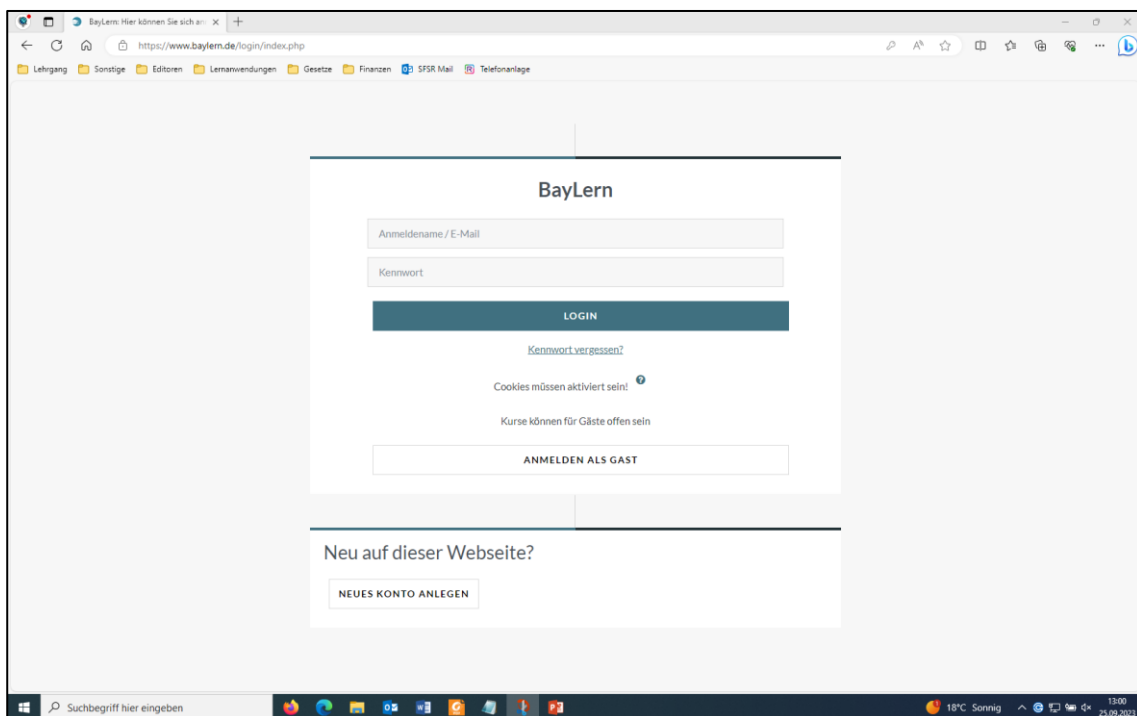 BayLern: Hier können Sie sich an
https://www.baylern.de/login/index.php
Lehrgang Sonstige Editoren Lernanwendungen Gesetze Finanzen SFSR Mail Telefonanlage
BayLern
Anmeldename / E-Mail
Kennwort
LOGIN
Kennwort vergessen?
Cookies müssen aktiviert sein!
Kurse können für Gäste offen sein
ANMELDEN ALS GAST
Neu auf dieser Webseite?
NEUES KONTO ANLEGEN
Suchbegriff hier eingeben
18°C Sonnig
13:00
25.09.2023